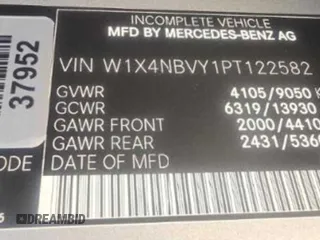 INCOMPLETE VEHICLE
MFD BY MERCEDES-BENZ AG
37952
VIN W1X4NBVY1PT122582
GVWR 4105/9050 K
GCWR 6319/13930
GAWR FRONT 2000/4410
GAWR REAR 2431/536
ODE DATE OF MFD
DREAMBID